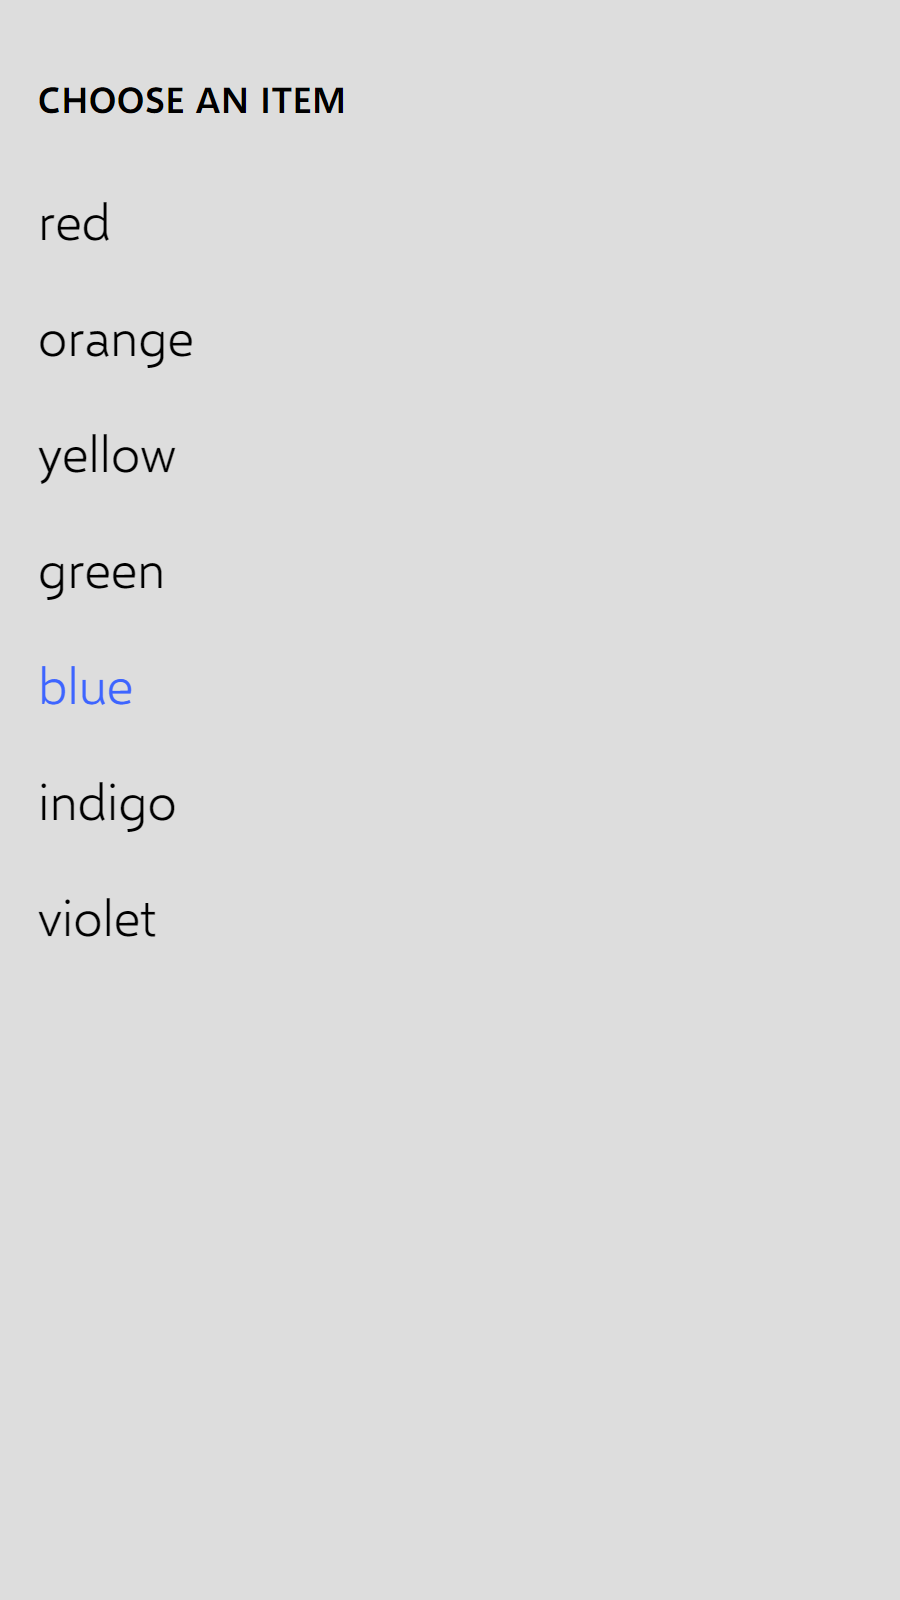 CHOOSE AN ITEM
red
orange
yellow
green
blue
indigo
violet